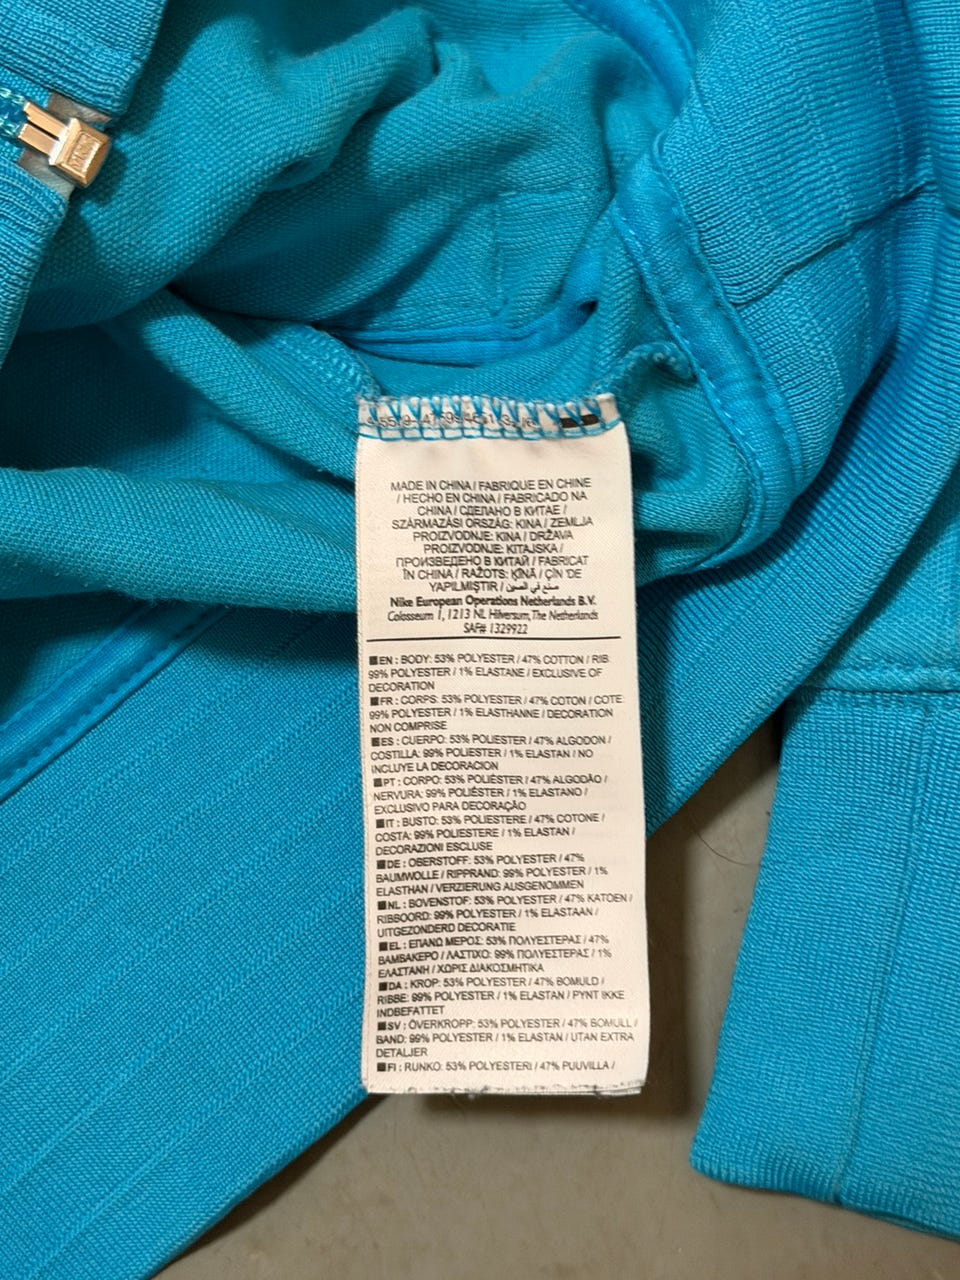 MADE IN CHINA / FABRIQUE EN CHINE
/ HECHO EN CHINA / FABRICADO NA
CHINA / СДЕЛАНО В КИТАЕ /
SZÁRMAZÁSI ORSZÁG: KINA / ZEMLJA
PROIZVODNJE: KINA / DRŽAVA
PROIZVODNJE: KITAJSKA /
ПРОИЗВЕДЕНО В КИТАЙ / FABRICAT
ÎN CHINA / RAŽOTS: ĶĪNĀ / ÇİN 'DE
YAPILMIŞTIR / صنع في الصين
Nike European Operations Netherlands B.V.
Colosseum 1, 1213 NL Hilversum, The Netherlands
SAF# 1329922
EN : BODY: 53% POLYESTER / 47% COTTON / RIB:
99% POLYESTER / 1% ELASTANE / EXCLUSIVE OF
DECORATION
FR : CORPS: 53% POLYESTER / 47% COTON / COTE:
99% POLYESTER / 1% ELASTHANNE / DECORATION
NON COMPRISE
ES : CUERPO: 53% POLIESTER / 47% ALGODON /
COSTILLA: 99% POLIESTER / 1% ELASTAN / NO
INCLUYE LA DECORACION
PT : CORPO: 53% POLIÉSTER / 47% ALGODÃO /
NERVURA: 99% POLIÉSTER / 1% ELASTANO /
EXCLUSIVO PARA DECORAÇÃO
IT : BUSTO: 53% POLIESTERE / 47% COTONE /
COSTA: 99% POLIESTERE / 1% ELASTAN /
DECORAZIONI ESCLUSE
DE : OBERSTOFF: 53% POLYESTER / 47%
BAUMWOLLE / RIPPRAND: 99% POLYESTER / 1%
ELASTHAN / VERZIERUNG AUSGENOMMEN
NL : BOVENSTOF: 53% POLYESTER / 47% KATOEN /
RIBBOORD: 99% POLYESTER / 1% ELASTAAN /
UITGEZONDERD DECORATIE
EL : ΕΠΑΝΩ ΜΕΡΟΣ: 53% ΠΟΛΥΕΣΤΕΡΑΣ / 47%
ΒΑΜΒΑΚΕΡΟ / ΛΑΣΤΙΧΟ: 99% ΠΟΛΥΕΣΤΕΡΑΣ / 1%
ΕΛΑΣΤΑΝΗ / ΧΩΡΙΣ ΔΙΑΚΟΣΜΗΤΙΚΑ
DA : KROP: 53% POLYESTER / 47% BOMULD /
RIBBE: 99% POLYESTER / 1% ELASTAN / PYNT IKKE
INDBEFATTET
SV : ÖVERKROPP: 53% POLYESTER / 47% BOMULL /
BAND: 99% POLYESTER / 1% ELASTAN / UTAN EXTRA
DETALJER
FI : RUNKO: 53% POLYESTERI / 47% PUUVILLA /